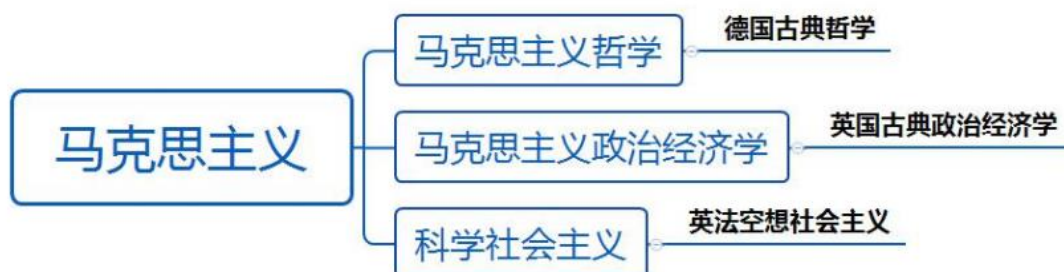 马克思主义
马克思主义哲学
德国古典哲学
马克思主义政治经济学
英国古典政治经济学
科学社会主义
英法空想社会主义